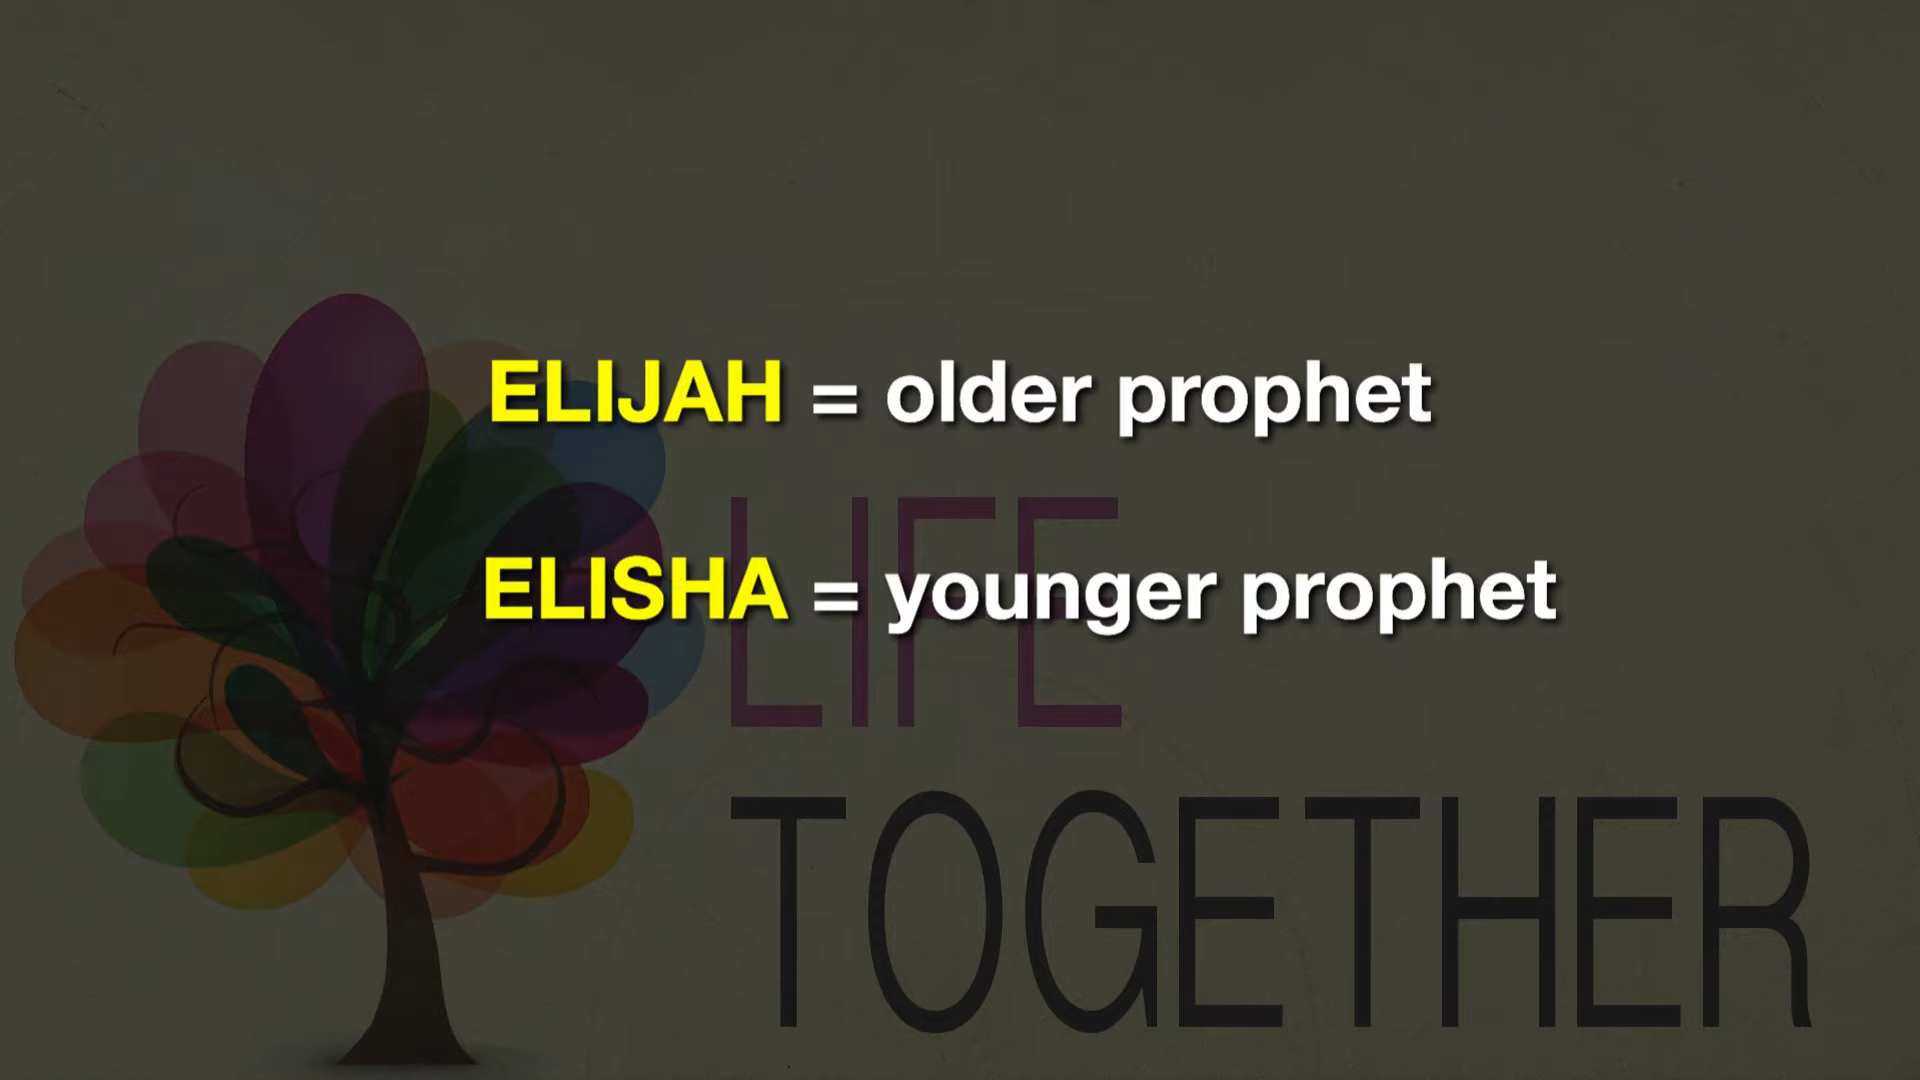 ELIJAH = older prophet
ELISHA = younger prophet
LIFE
TOGETHER